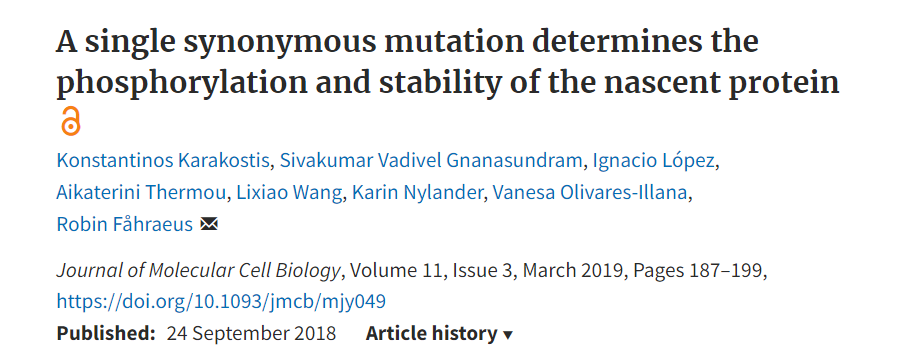 A single synonymous mutation determines the
phosphorylation and stability of the nascent protein
Konstantinos Karakostis, Sivakumar Vadivel Gnanasundram, Ignacio López,
Aikaterini Thermou, Lixiao Wang, Karin Nylander, Vanesa Olivares-Illana,
Robin Fåhraeus
Journal of Molecular Cell Biology, Volume 11, Issue 3, March 2019, Pages 187–199,
https://doi.org/10.1093/jmcb/mjy049
Published: 24 September 2018 Article history ▾